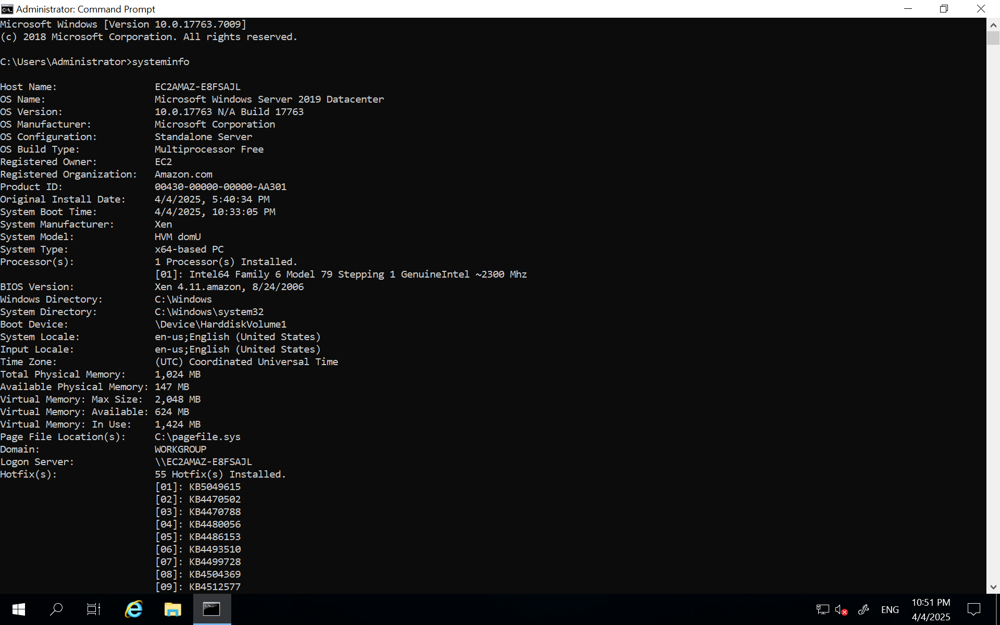 Administrator: Command Prompt
Microsoft Windows [Version 10.0.17763.7009]
(c) 2018 Microsoft Corporation. All rights reserved.
C:\Users\Administrator>systeminfo
Host Name: EC2AMAZ-E8FSAJL
OS Name: Microsoft Windows Server 2019 Datacenter
OS Version: 10.0.17763 N/A Build 17763
OS Manufacturer: Microsoft Corporation
OS Configuration: Standalone Server
OS Build Type: Multiprocessor Free
Registered Owner: EC2
Registered Organization: Amazon.com
Product ID: 00430-00000-00000-AA301
Original Install Date: 4/4/2025, 5:40:34 PM
System Boot Time: 4/4/2025, 10:33:05 PM
System Manufacturer: Xen
System Model: HVM domU
System Type: x64-based PC
Processor(s): 1 Processor(s) Installed.
[01]: Intel64 Family 6 Model 79 Stepping 1 GenuineIntel ~2300 Mhz
BIOS Version: Xen 4.11.amazon, 8/24/2006
Windows Directory: C:\Windows
System Directory: C:\Windows\system32
Boot Device: \Device\HarddiskVolume1
System Locale: en-us;English (United States)
Input Locale: en-us;English (United States)
Time Zone: (UTC) Coordinated Universal Time
Total Physical Memory: 1,024 MB
Available Physical Memory: 147 MB
Virtual Memory: Max Size: 2,048 MB
Virtual Memory: Available: 624 MB
Virtual Memory: In Use: 1,424 MB
Page File Location(s): C:\pagefile.sys
Domain: WORKGROUP
Logon Server: \\EC2AMAZ-E8FSAJL
Hotfix(s): 55 Hotfix(s) Installed.
[01]: KB5049615
[02]: KB4470502
[03]: KB4470788
[04]: KB4480056
[05]: KB4486153
[06]: KB4493510
[07]: KB4499728
[08]: KB4504369
[09]: KB4512577
ENG
10:51 PM
4/4/2025